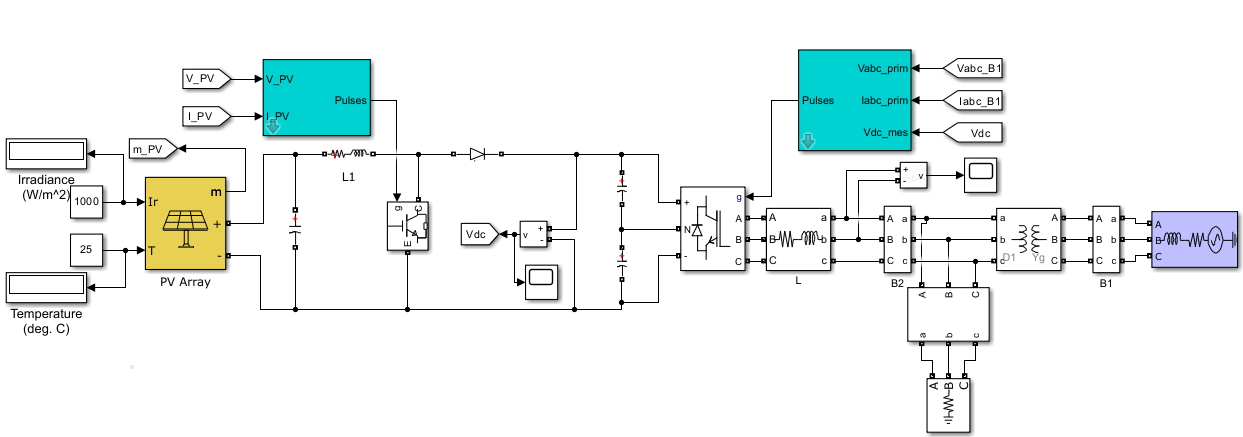 V_PV
I_PV
V_PV
I_PV
Pulses
m_PV
Irradiance
(W/m^2)
1000
25
Temperature
(deg. C)
Ir
T
m
+
-
PV Array
L1
g
C
E
Vdc
v
+
-
Pulses
Vabc_prim
Iabc_prim
Vdc_mes
Vabc_B1
Iabc_B1
Vdc
+
-
v
g
+
N
-
A
B
C
A
B
C
a
b
c
L
A
B
C
a
b
c
B2
a
b
c
A
B
C
D1
Yg
A
B
C
a
b
c
B1
A
B
C
A
B
C
a
b
c
A
B
C